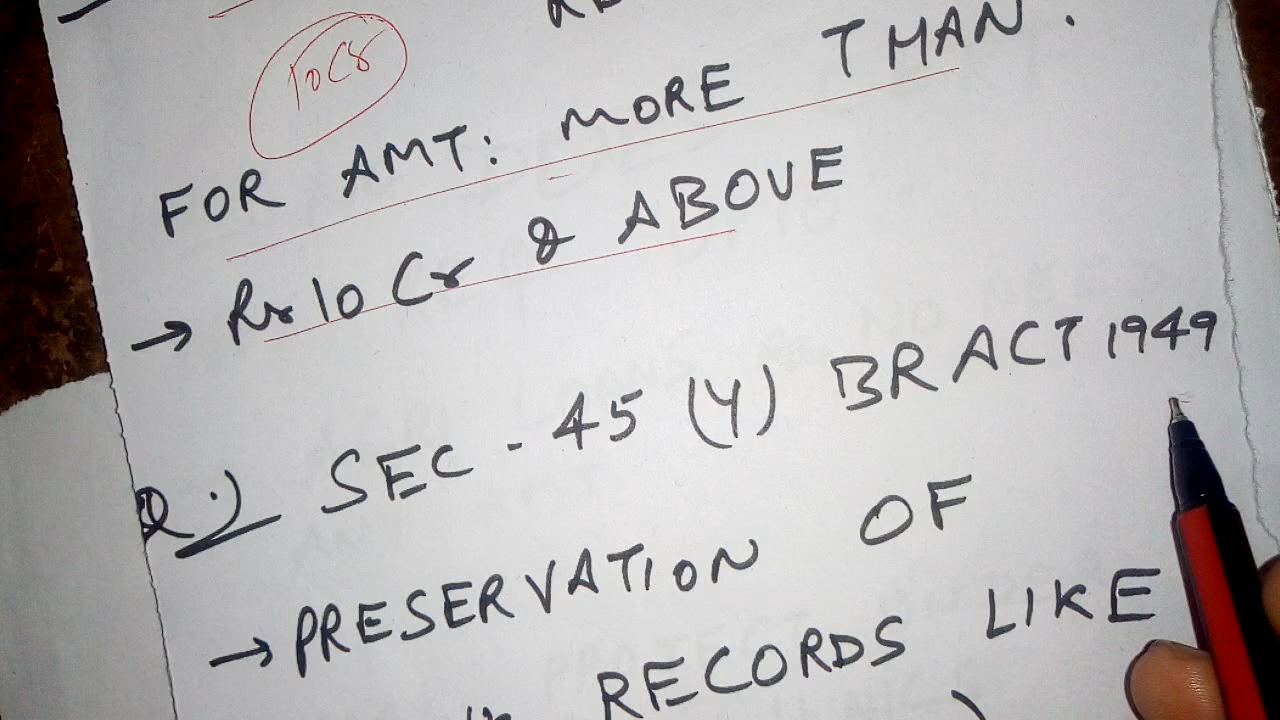 10 Cr
FOR AMT: MORE THAN.
→ Rs 10 Cr & ABOVE
Q.) SEC - 45 (Y) BR ACT 1949
→ PRESERVATION OF
RECORDS LIKE